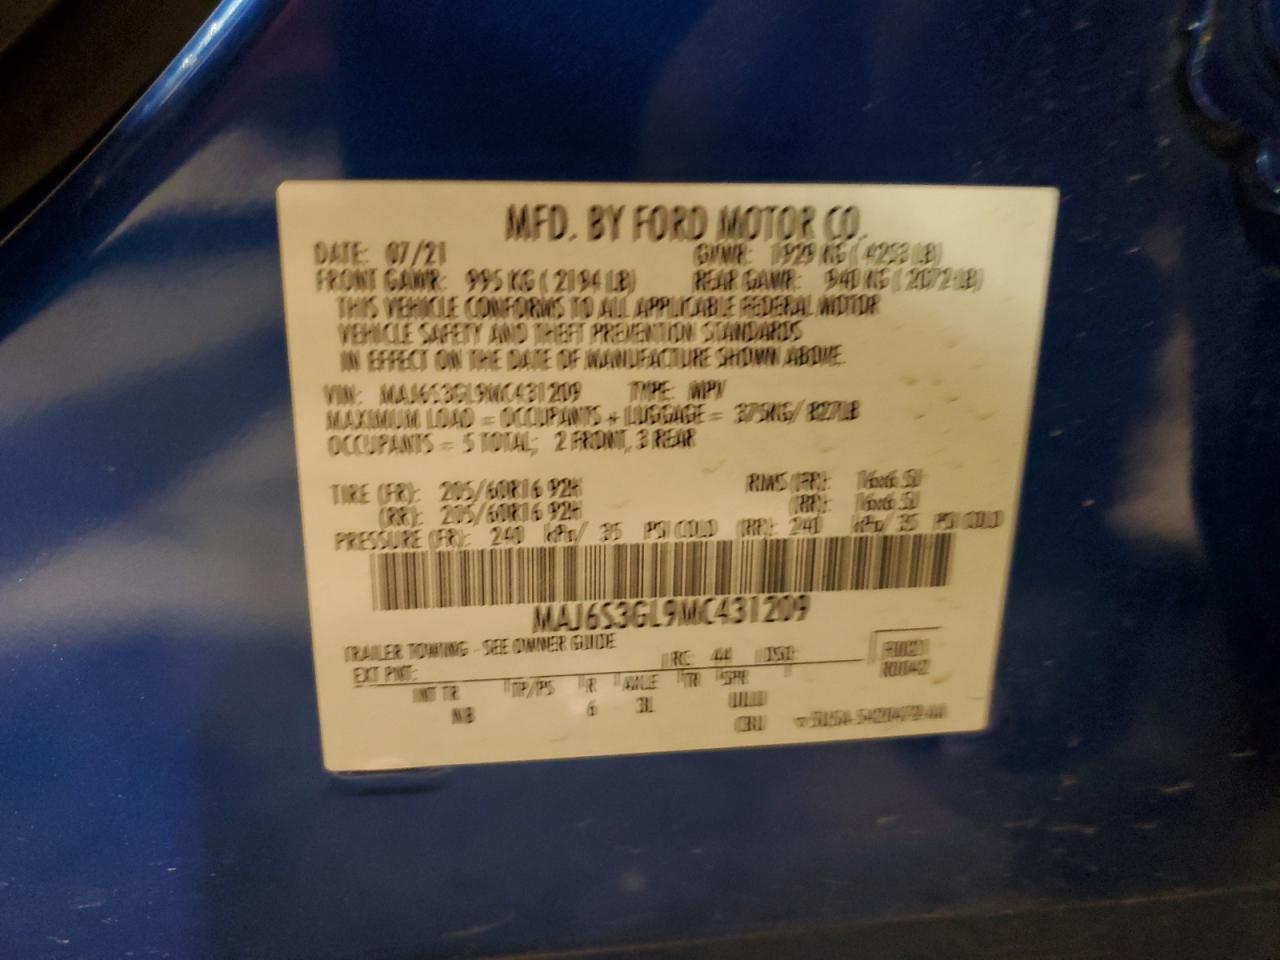 MFD. BY FORD MOTOR CO.
DATE: 07/21 GVWR: 1929 KG ( 4253 LB)
FRONT GAWR: 995 KG ( 2194 LB) REAR GAWR: 940 KG ( 2072 LB)
THIS VEHICLE CONFORMS TO ALL APPLICABLE FEDERAL MOTOR
VEHICLE SAFETY AND THEFT PREVENTION STANDARDS
IN EFFECT ON THE DATE OF MANUFACTURE SHOWN ABOVE.
VIN: MAJ6S3GL9MC431209 TYPE: MPV
MAXIMUM LOAD = OCCUPANTS + LUGGAGE = 375KG/ 827LB
OCCUPANTS = 5 TOTAL; 2 FRONT, 3 REAR
TIRE (FR): 205/60R16 92H RIMS (FR): 16x6.5J
(RR): 205/60R16 92H (RR): 16x6.5J
PRESSURE (FR): 240 kPa/ 35 PSI COLD (RR): 240 kPa/ 35 PSI COLD
MAJ6S3GL9MC431209
TRAILER TOWING - SEE OWNER GUIDE
EXT PNT: RC: 44 DSO:
INT TR TP/PS R AXLE TR SPR
NB 6 3L